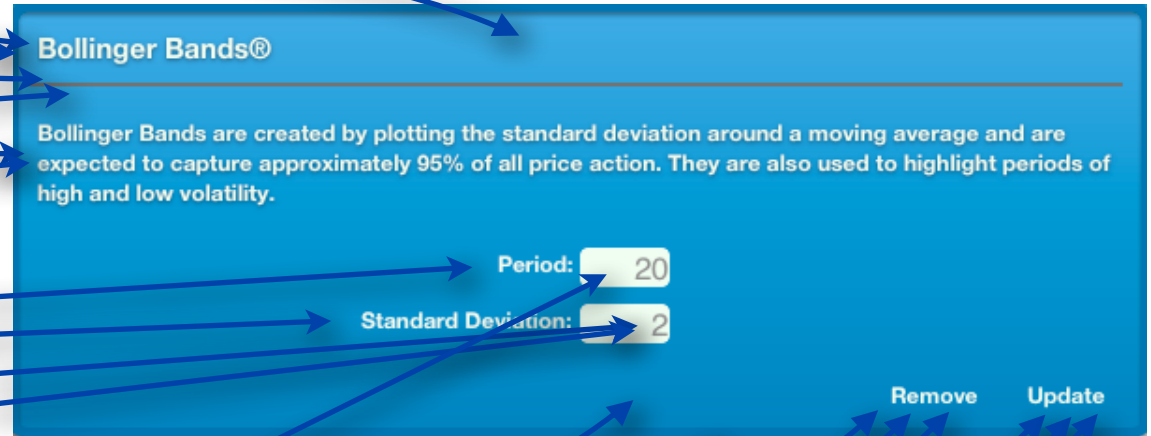 Bollinger Bands®
Bollinger Bands are created by plotting the standard deviation around a moving average and are
expected to capture approximately 95% of all price action. They are also used to highlight periods of
high and low volatility.
Period: 20
Standard Deviation: 2
Remove Update